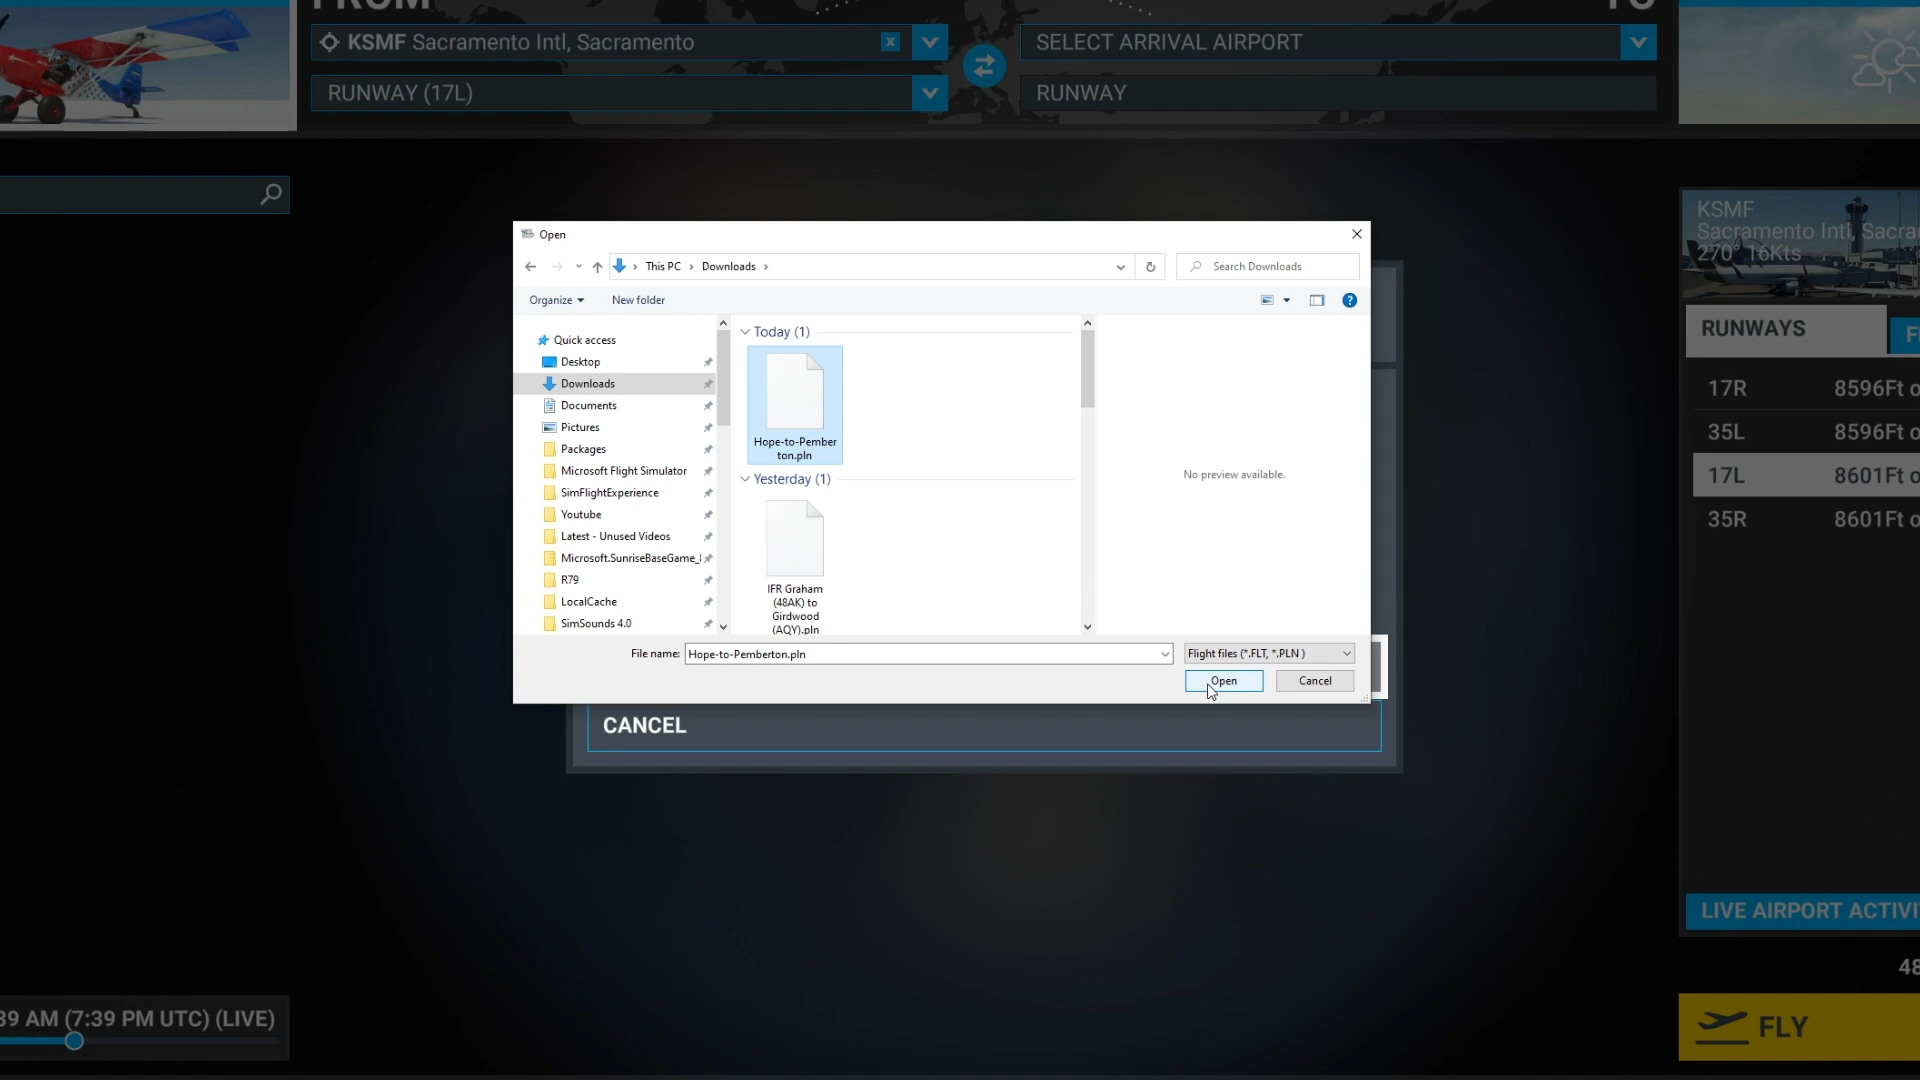 KSMF Sacramento Intl, Sacramento
x
SELECT ARRIVAL AIRPORT
RUNWAY (17L)
RUNWAY
Open
This PC > Downloads >
Search Downloads
Organize
New folder
?
Quick access
Desktop
Downloads
Documents
Pictures
Packages
Microsoft Flight Simulator
SimFlightExperience
Youtube
Latest - Unused Videos
Microsoft.SunriseBaseGame_
R79
LocalCache
SimSounds 4.0
Today (1)
Hope-to-Pember
ton.pln
Yesterday (1)
IFR Graham
(48AK) to
Girdwood
(AQY).pln
No preview available.
File name: Hope-to-Pemberton.pln
Flight files (*.FLT, *.PLN )
Open
Cancel
CANCEL
KSMF
Sacramento Intl, Sacra
270° 16Kts
RUNWAYS
17R 8596Ft
35L 8596Ft
17L 8601Ft
35R 8601Ft
LIVE AIRPORT ACTIVI
48
FLY
39 AM (7:39 PM UTC) (LIVE)